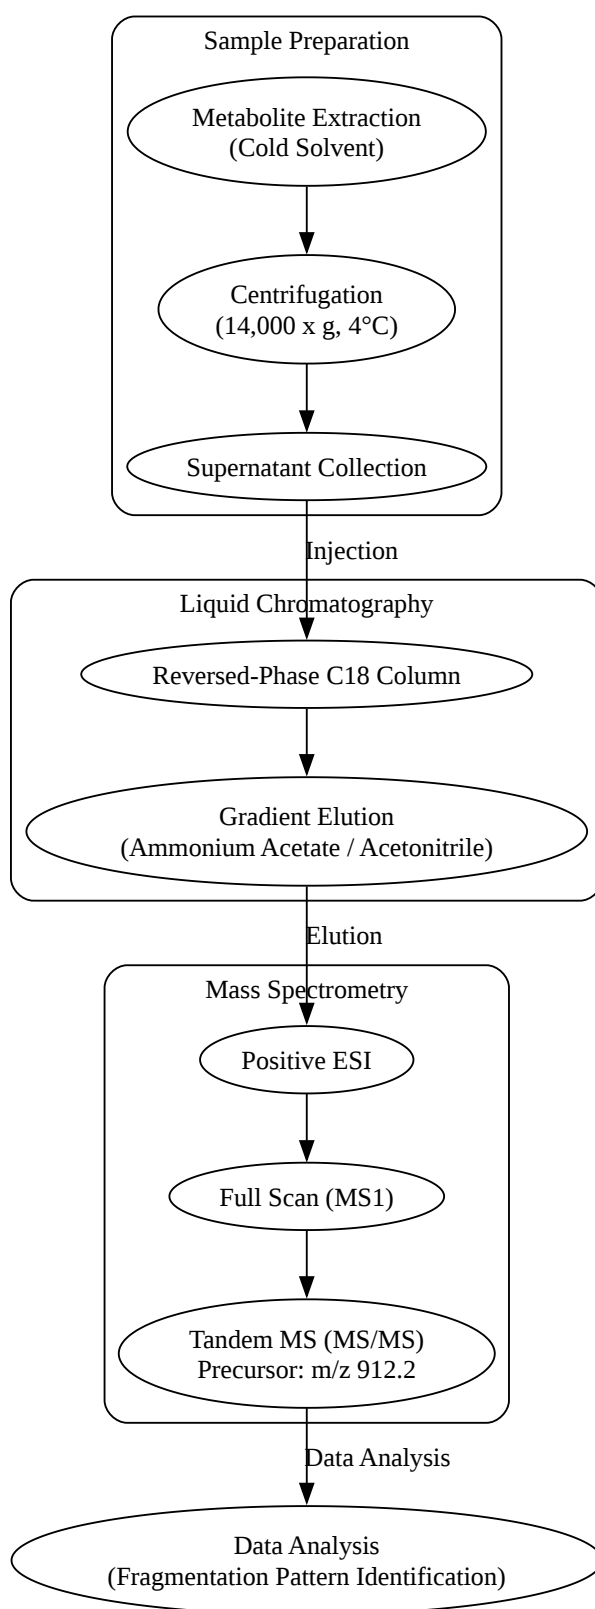 Sample Preparation
Metabolite Extraction
(Cold Solvent)
Centrifugation
(14,000 x g, 4°C)
Supernatant Collection
Injection
Liquid Chromatography
Reversed-Phase C18 Column
Gradient Elution
(Ammonium Acetate / Acetonitrile)
Elution
Mass Spectrometry
Positive ESI
Full Scan (MS1)
Tandem MS (MS/MS)
Precursor: m/z 912.2
Data Analysis
Data Analysis
(Fragmentation Pattern Identification)